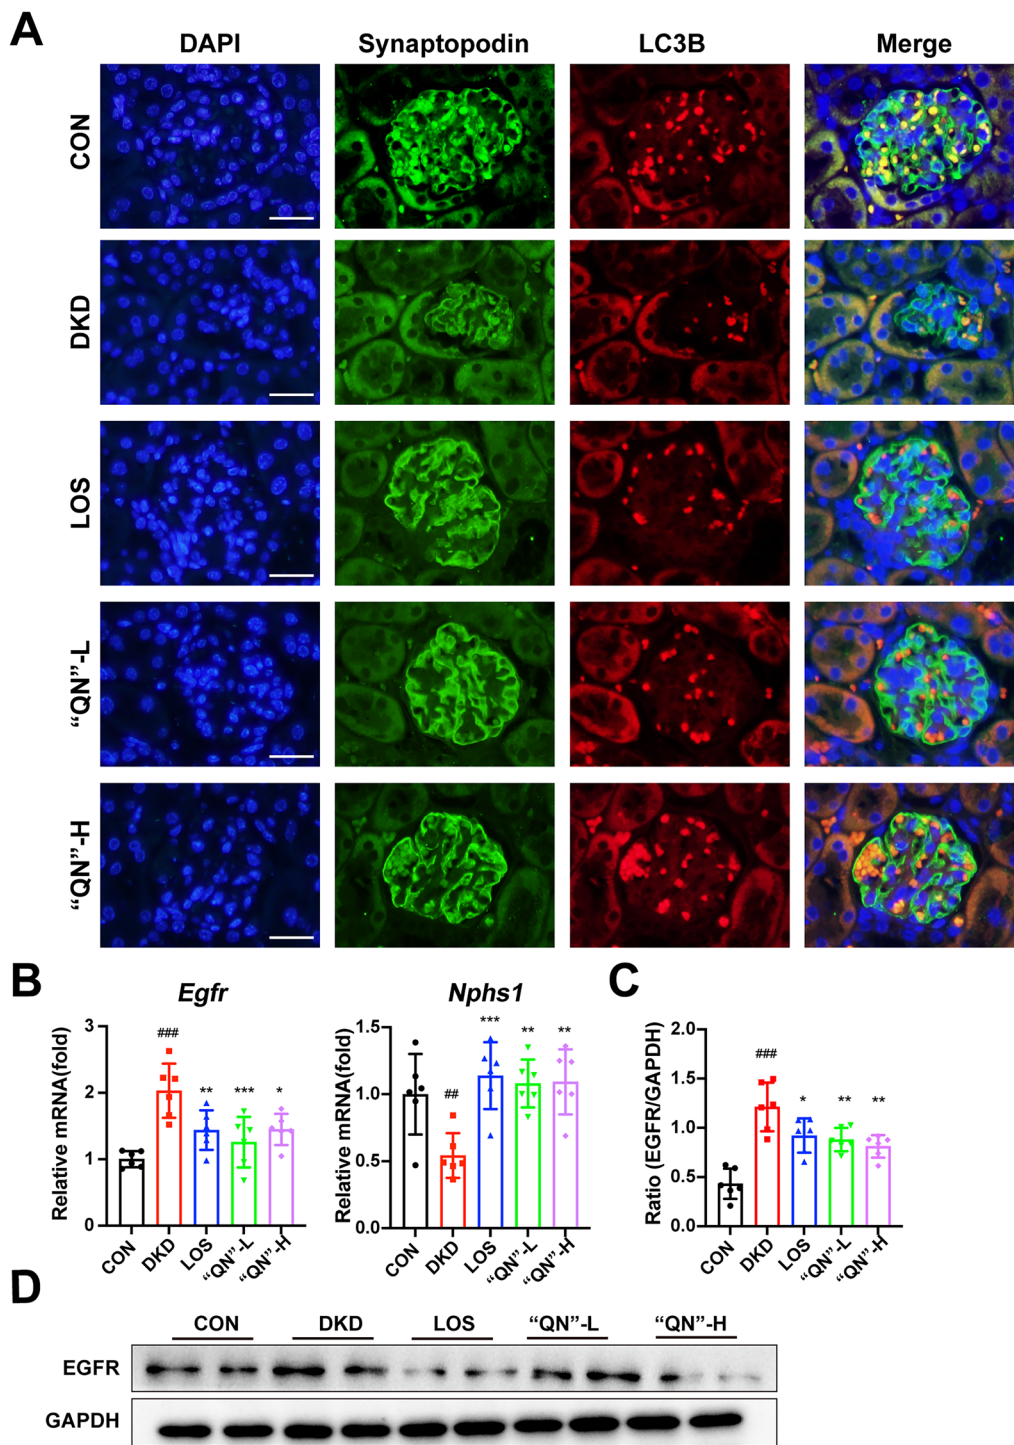 A
DAPI Synaptopodin LC3B Merge
CON
DKD
LOS
“QN”-L
“QN”-H
B
Egfr
Relative mRNA(fold)
3
2
1
0
###
**
***
*
CON DKD LOS “QN”-L “QN”-H
Nphs1
Relative mRNA(fold)
1.5
1.0
0.5
0.0
##
***
**
**
CON DKD LOS “QN”-L “QN”-H
C
Ratio (EGFR/GAPDH)
2.0
1.5
1.0
0.5
0.0
###
*
**
**
CON DKD LOS “QN”-L “QN”-H
D
CON DKD LOS “QN”-L “QN”-H
EGFR
GAPDH